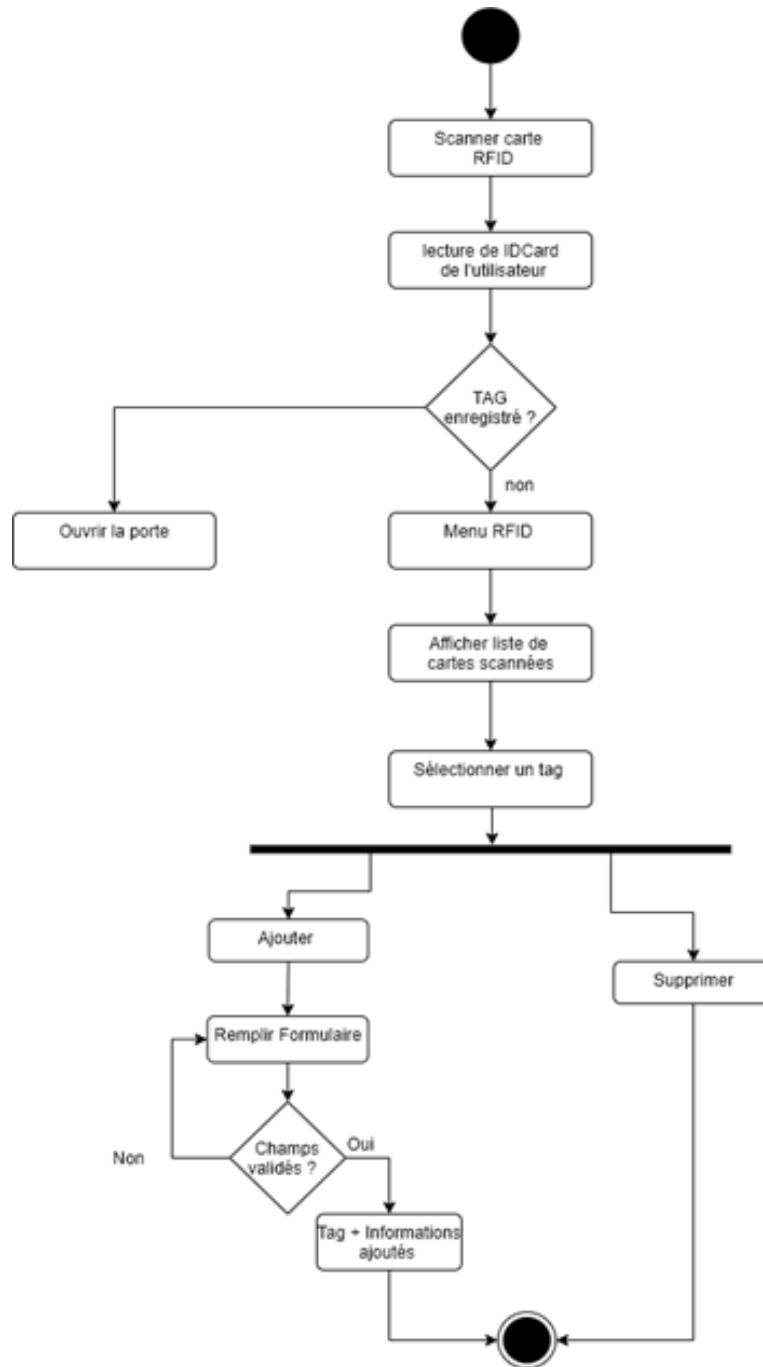 Scanner carte
RFID
lecture de IDCard
de l'utilisateur
TAG
enregistré ?
non
Ouvrir la porte
Menu RFID
Afficher liste de
cartes scannées
Sélectionner un tag
Ajouter
Supprimer
Remplir Formulaire
Champs
validés ?
Oui
Non
Tag + Informations
ajoutés